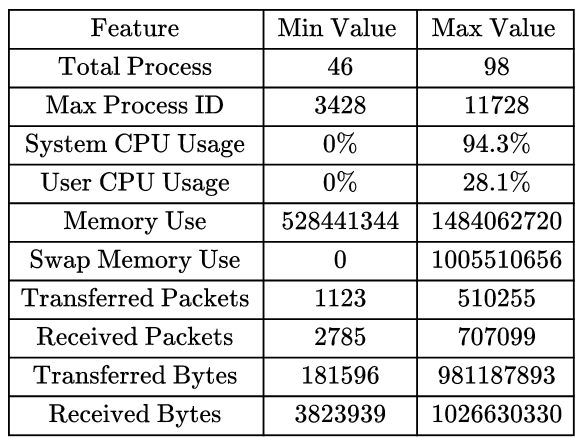 Feature Min Value Max Value
Total Process 46 98
Max Process ID 3428 11728
System CPU Usage 0% 94.3%
User CPU Usage 0% 28.1%
Memory Use 528441344 1484062720
Swap Memory Use 0 1005510656
Transferred Packets 1123 510255
Received Packets 2785 707099
Transferred Bytes 181596 981187893
Received Bytes 3823939 1026630330